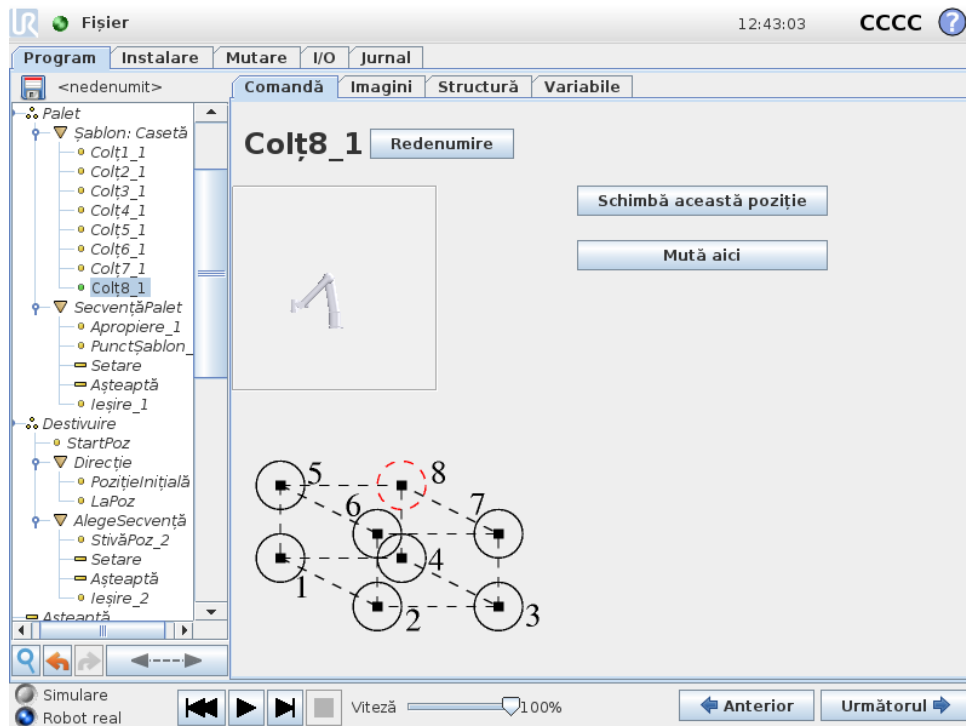 UR Fișier 12:43:03 CCCC ?
Program Instalare Mutare I/O Jurnal
<nedenumit>
Comandă Imagini Structură Variabile
Palet
Șablon: Casetă
Colț1_1
Colț2_1
Colț3_1
Colț4_1
Colț5_1
Colț6_1
Colț7_1
Colț8_1
SecvențăPalet
Apropiere_1
PunctȘablon_
Setare
Așteaptă
Ieșire_1
Destivuire
StartPoz
Direcție
PozițieInițială
LaPoz
AlegeSecvență
StivăPoz_2
Setare
Așteaptă
Ieșire_2
Așteaptă
Colț8_1 Redenumire
Schimbă această poziție
Mută aici
5 8
6 7
1 4
2 3
Simulare
Robot real
Viteză 100%
Anterior Următorul